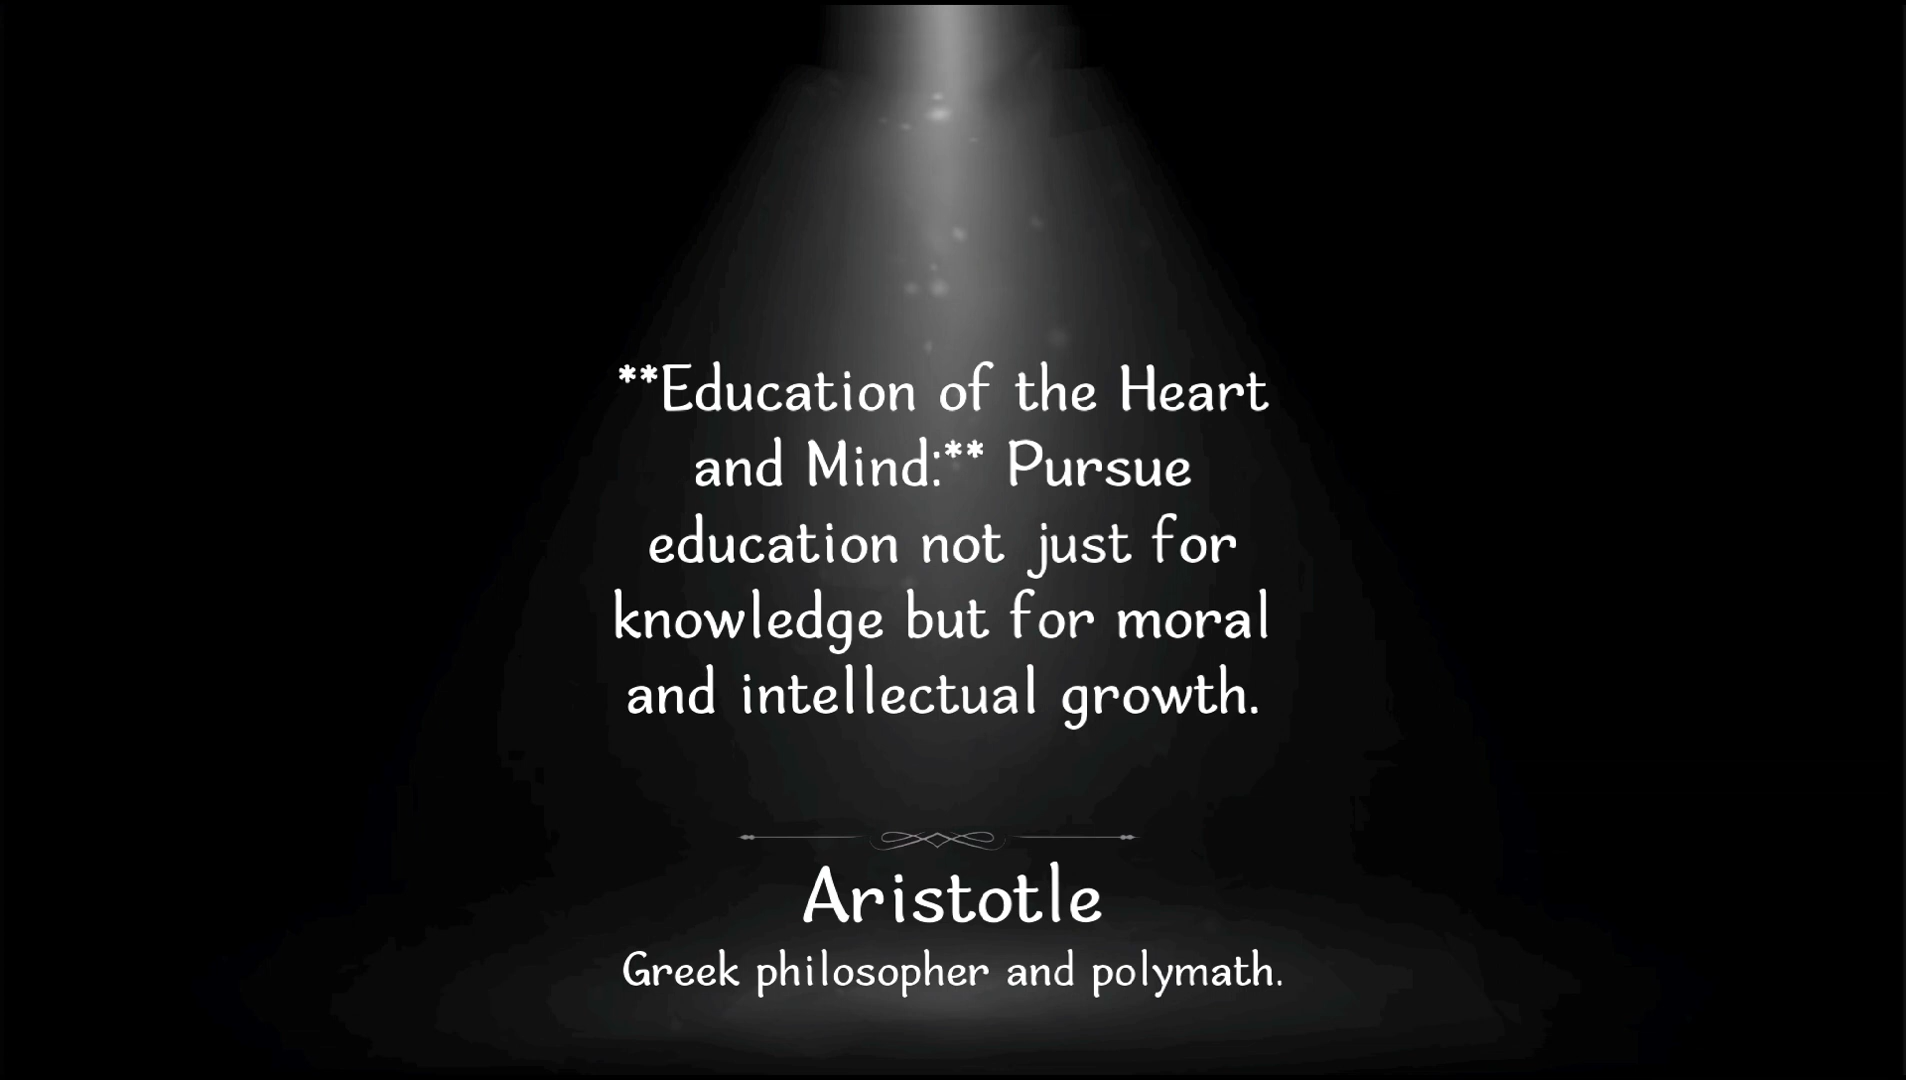 **Education of the Heart
and Mind:** Pursue
education not just for
knowledge but for moral
and intellectual growth.
Aristotle
Greek philosopher and polymath.